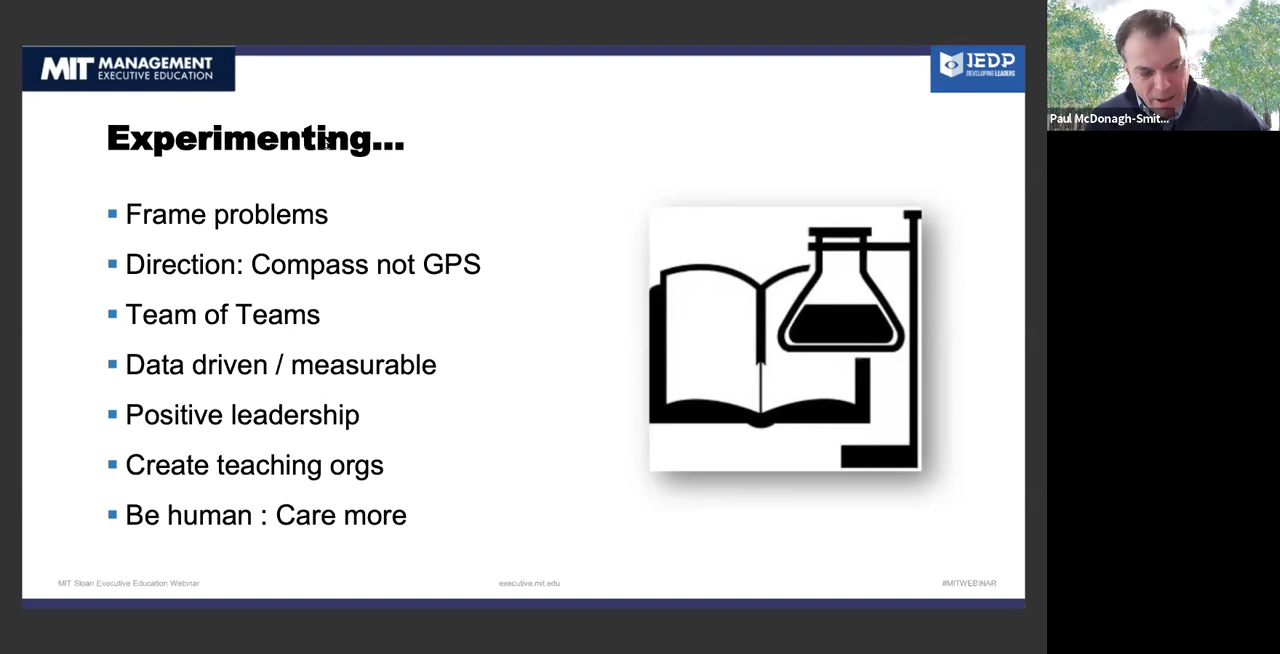 MIT MANAGEMENT
EXECUTIVE EDUCATION
IEDP
DEVELOPING LEADERS
Paul McDonagh-Smit...
Experimenting...
Frame problems
Direction: Compass not GPS
Team of Teams
Data driven / measurable
Positive leadership
Create teaching orgs
Be human : Care more
MIT Sloan Executive Education Webinar
executive.mit.edu
#MITWEBINAR